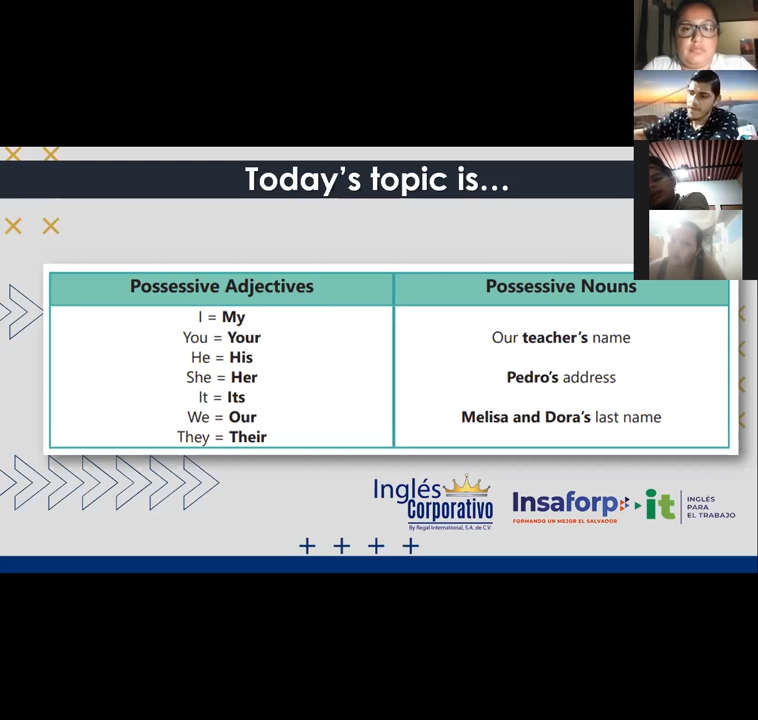 Today's topic is...
Possessive Adjectives
I = My
You = Your
He = His
She = Her
It = Its
We = Our
They = Their
Possessive Nouns
Our teacher's name
Pedro's address
Melisa and Dora's last name
Inglés
Corporativo
By Regal International, S.A. de C.V.
Insaforp
FORMANDO UN MEJOR EL SALVADOR
it
INGLÉS
PARA
EL TRABAJO